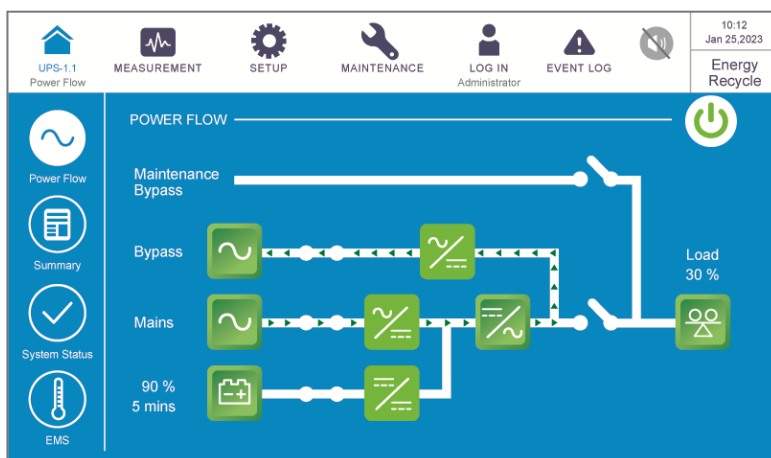 UPS-1.1
Power Flow
MEASUREMENT
SETUP
MAINTENANCE
LOG IN
Administrator
EVENT LOG
10:12
Jan 25,2023
Energy
Recycle
Power Flow
Summary
System Status
EMS
POWER FLOW
Maintenance
Bypass
Bypass
Mains
90 %
5 mins
Load
30 %